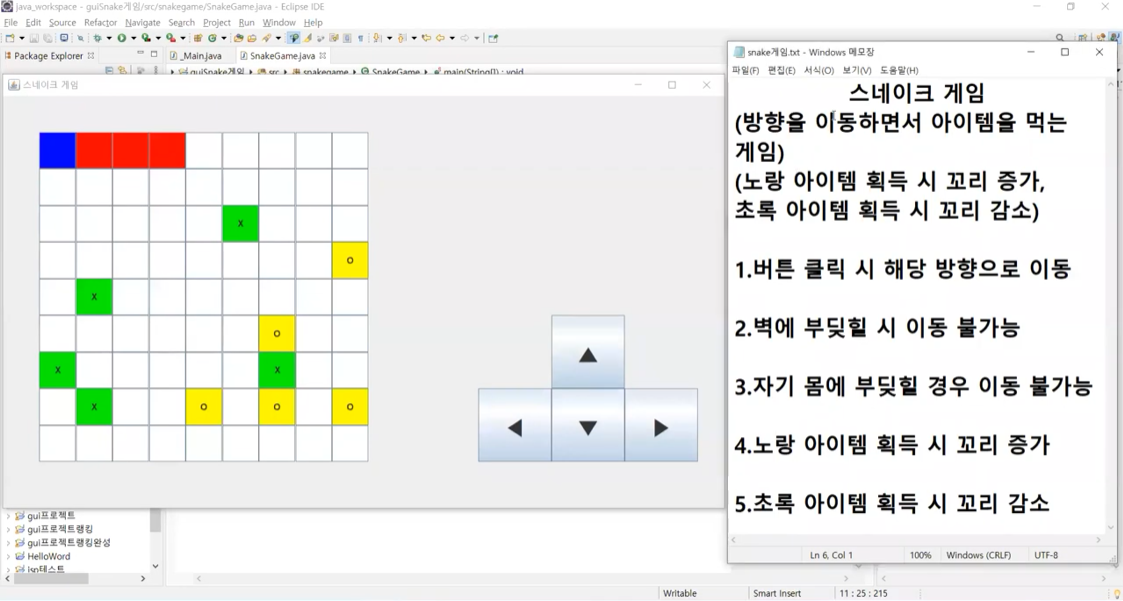 java_workspace - guiSnake게임/src/snakegame/SnakeGame.java - Eclipse IDE
File Edit Source Refactor Navigate Search Project Run Window Help
Package Explorer
_Main.java
SnakeGame.java
guiSnake게임 src snakegame SnakeGame main(String[]) : void
스네이크 게임
X
O
X
O
X
X
X
O
O
O
gui프로젝트
gui프로젝트랭킹
gui프로젝트랭킹완성
HelloWord
jsp테스트
Writable
Smart Insert
11 : 25 : 215
snake게임.txt - Windows 메모장
파일(F) 편집(E) 서식(O) 보기(V) 도움말(H)
스네이크 게임
(방향을 이동하면서 아이템을 먹는
게임)
(노랑 아이템 획득 시 꼬리 증가,
초록 아이템 획득 시 꼬리 감소)
1.버튼 클릭 시 해당 방향으로 이동
2.벽에 부딪힐 시 이동 불가능
3.자기 몸에 부딪힐 경우 이동 불가능
4.노랑 아이템 획득 시 꼬리 증가
5.초록 아이템 획득 시 꼬리 감소
Ln 6, Col 1
100%
Windows (CRLF)
UTF-8